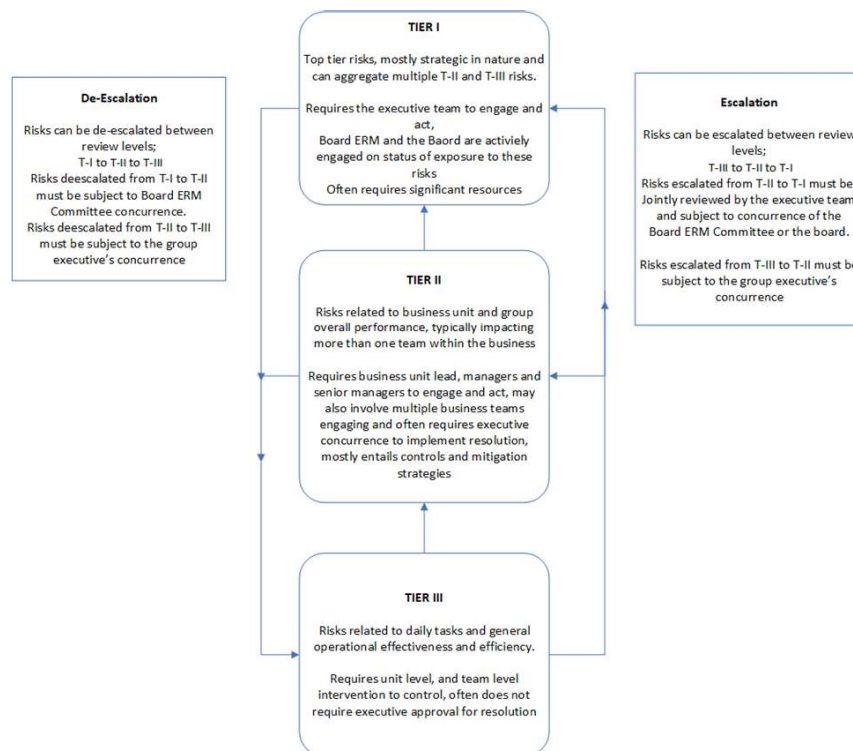 TIER I
Top tier risks, mostly strategic in nature and
can aggregate multiple T-II and T-III risks.
Requires the executive team to engage and
act,
Board ERM and the Baord are activiely
engaged on status of exposure to these
risks
Often requires significant resources
De-Escalation
Risks can be de-escalated between
review levels;
T-I to T-II to T-III
Risks deescalated from T-I to T-II
must be subject to Board ERM
Committee concurrence.
Risks deescalated from T-II to T-III
must be subject to the group
executive's concurrence
Escalation
Risks can be escalated between review
levels;
T-III to T-II to T-I
Risks escalated from T-II to T-I must be
Jointly reviewed by the executive team
and subject to concurrence of the
Board ERM Committee or the board.
Risks escalated from T-III to T-II must be
subject to the group executive's
concurrence
TIER II
Risks related to business unit and group
overall performance, typically impacting
more than one team within the business
Requires business unit lead, managers and
senior managers to engage and act, may
also involve multiple business teams
engaging and often requires executive
concurrence to implement resolution,
mostly entails controls and mitigation
strategies
TIER III
Risks related to daily tasks and general
operational effectiveness and efficiency.
Requires unit level, and team level
intervention to control, often does not
require executive approval for resolution